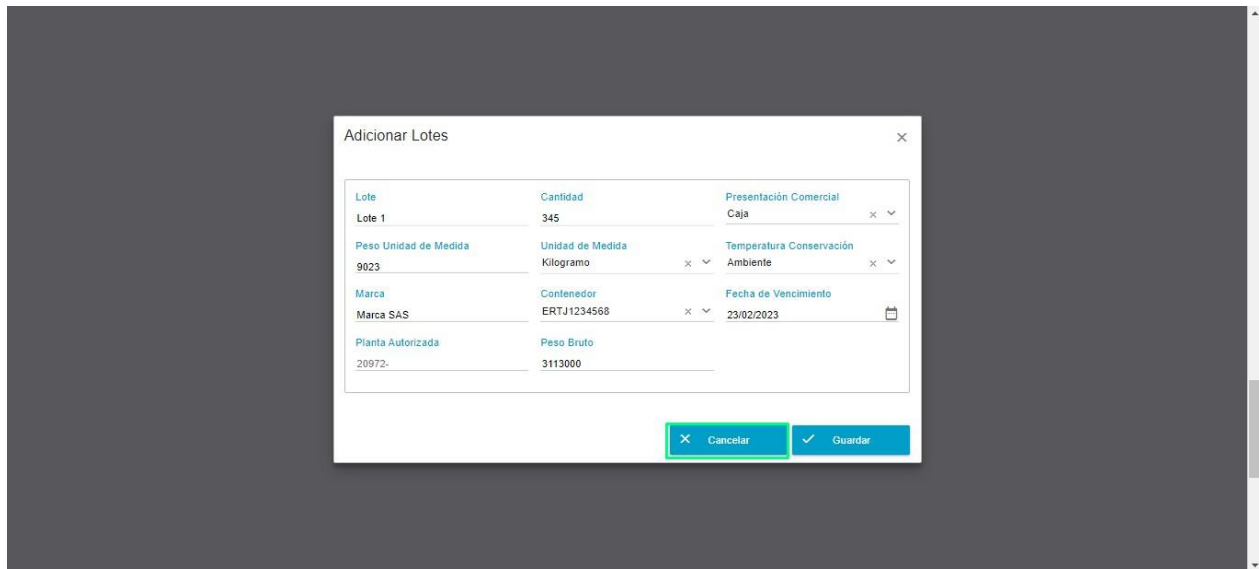 Adicionar Lotes
Lote Cantidad Presentación Comercial
Lote 1 345 Caja
Peso Unidad de Medida Unidad de Medida Temperatura Conservación
9023 Kilogramo Ambiente
Marca Contenedor Fecha de Vencimiento
Marca SAS ERTJ1234568 23/02/2023
Planta Autorizada Peso Bruto
20972- 3113000
Cancelar Guardar